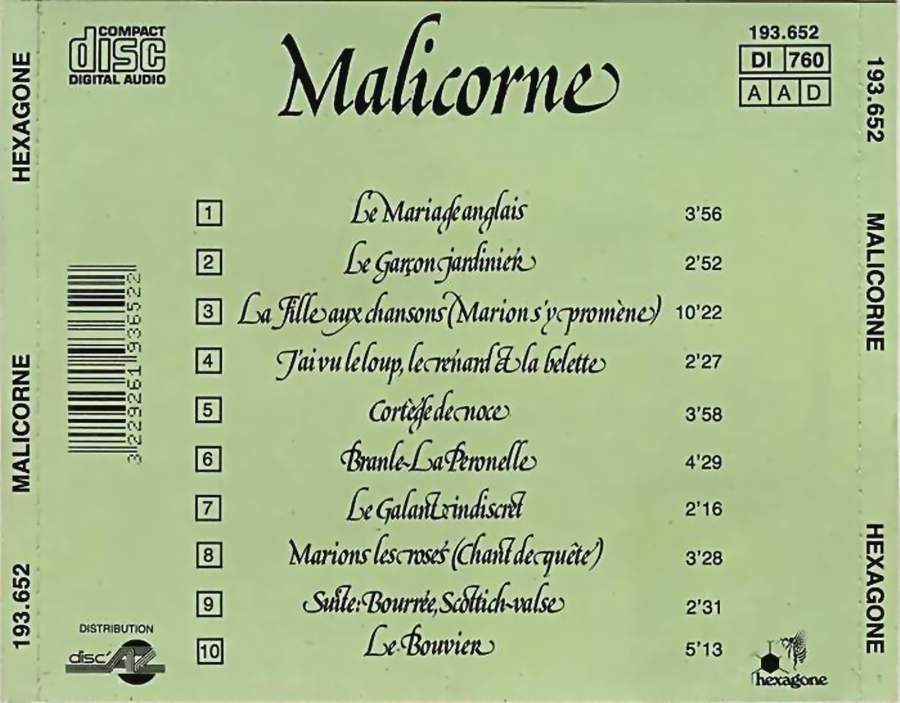 COMPACT
disc
DIGITAL AUDIO
Malicorne
193.652
DI 760
A A D
HEXAGONE
MALICORNE
193.652
193.652
MALICORNE
HEXAGONE
1 Le Mariage anglais 3'56
2 Le Garçon jardinier 2'52
3 La Fille aux chansons (Marion s'y promène) 10'22
4 J'ai vu le loup, le renard & la belette 2'27
5 Cortège de noce 3'58
6 Branle-La Péronelle 4'29
7 Le Galant indiscret 2'16
8 Marions les roses (Chant de quête) 3'28
9 Suite: Bourrée, Scottich-valse 2'31
10 Le Bouvier 5'13
3 229261 936522
DISTRIBUTION
disc'AZ
hexagone